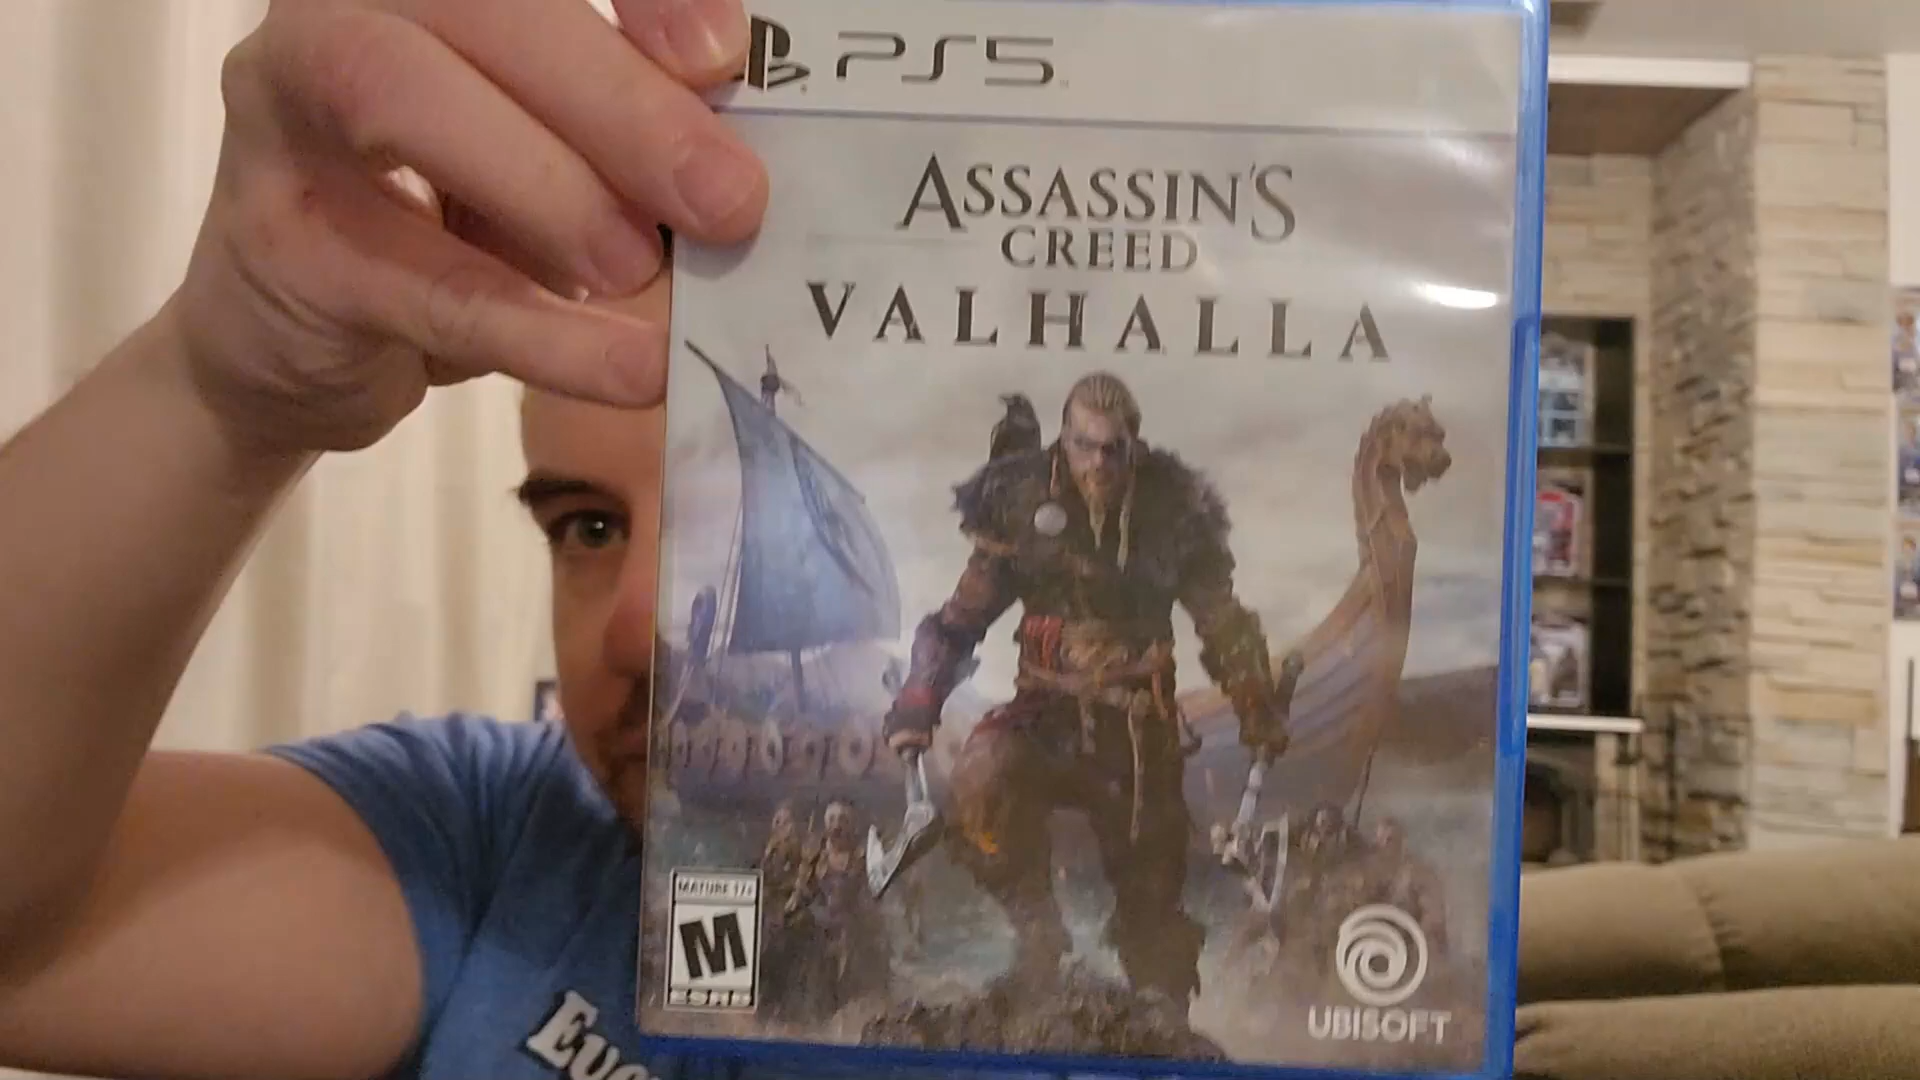 PS5
ASSASSIN'S
CREED
VALHALLA
MATURE 17+
M
ESRB
UBISOFT